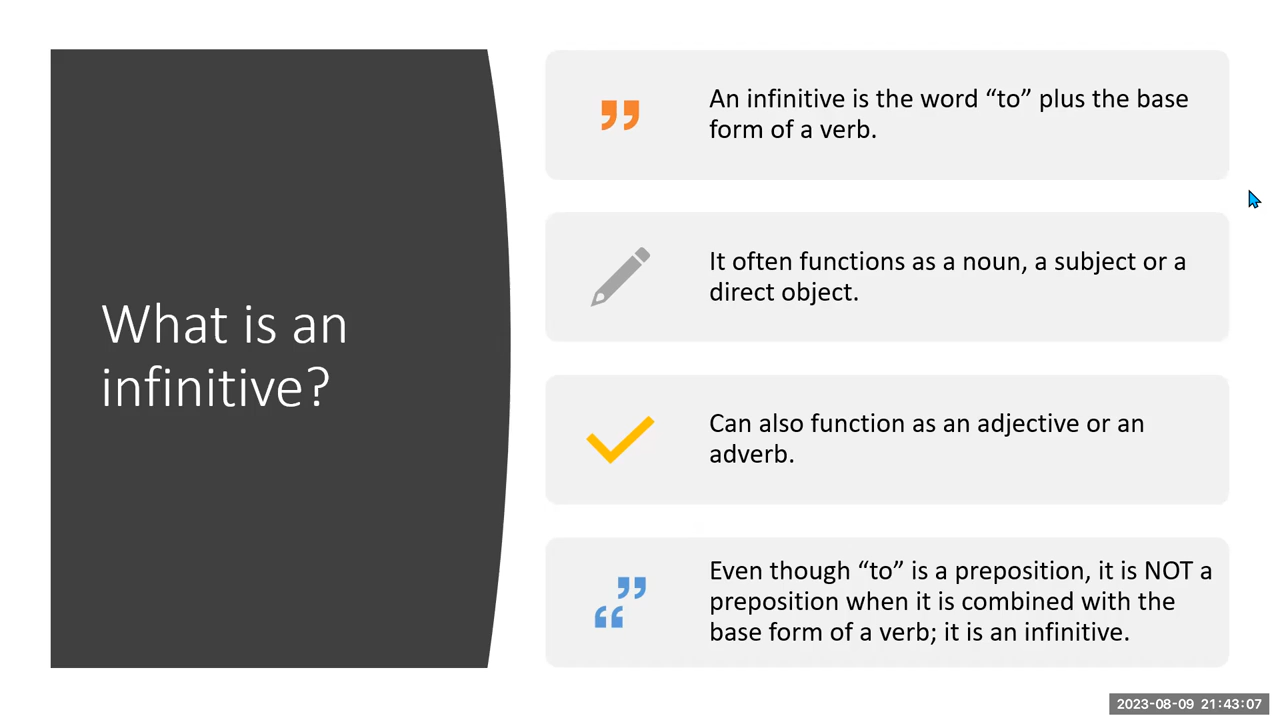 What is an
infinitive?
An infinitive is the word “to” plus the base
form of a verb.
It often functions as a noun, a subject or a
direct object.
Can also function as an adjective or an
adverb.
Even though “to” is a preposition, it is NOT a
preposition when it is combined with the
base form of a verb; it is an infinitive.
2023-08-09 21:43:07